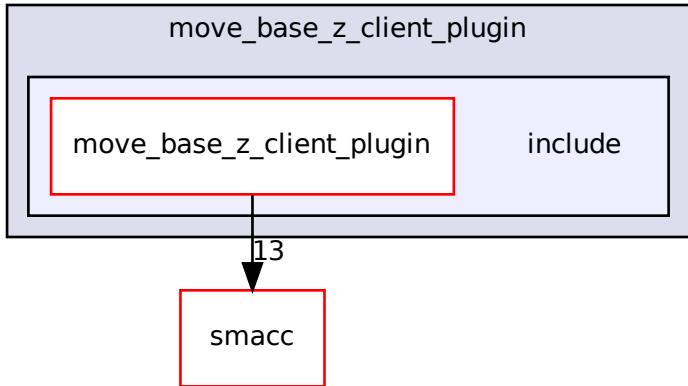 move_base_z_client_plugin
move_base_z_client_plugin
include
13
smacc